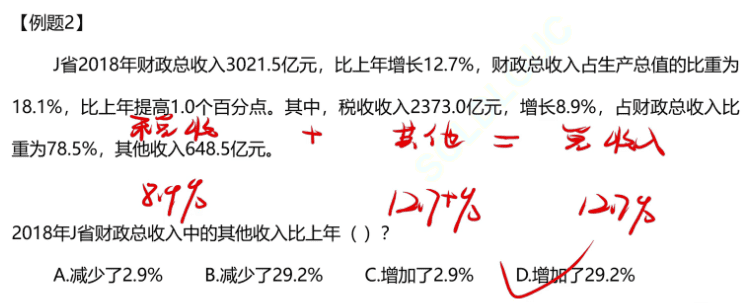 【例题2】
J省2018年财政总收入3021.5亿元，比上年增长12.7%，财政总收入占生产总值的比重为
18.1%，比上年提高1.0个百分点。其中，税收收入2373.0亿元，增长8.9%，占财政总收入比
重为78.5%，其他收入648.5亿元。
税收 + 其他 = 总收入
8.9% 12.7+% 12.7%
2018年J省财政总收入中的其他收入比上年（ ）？
A.减少了2.9% B.减少了29.2% C.增加了2.9% D.增加了29.2%